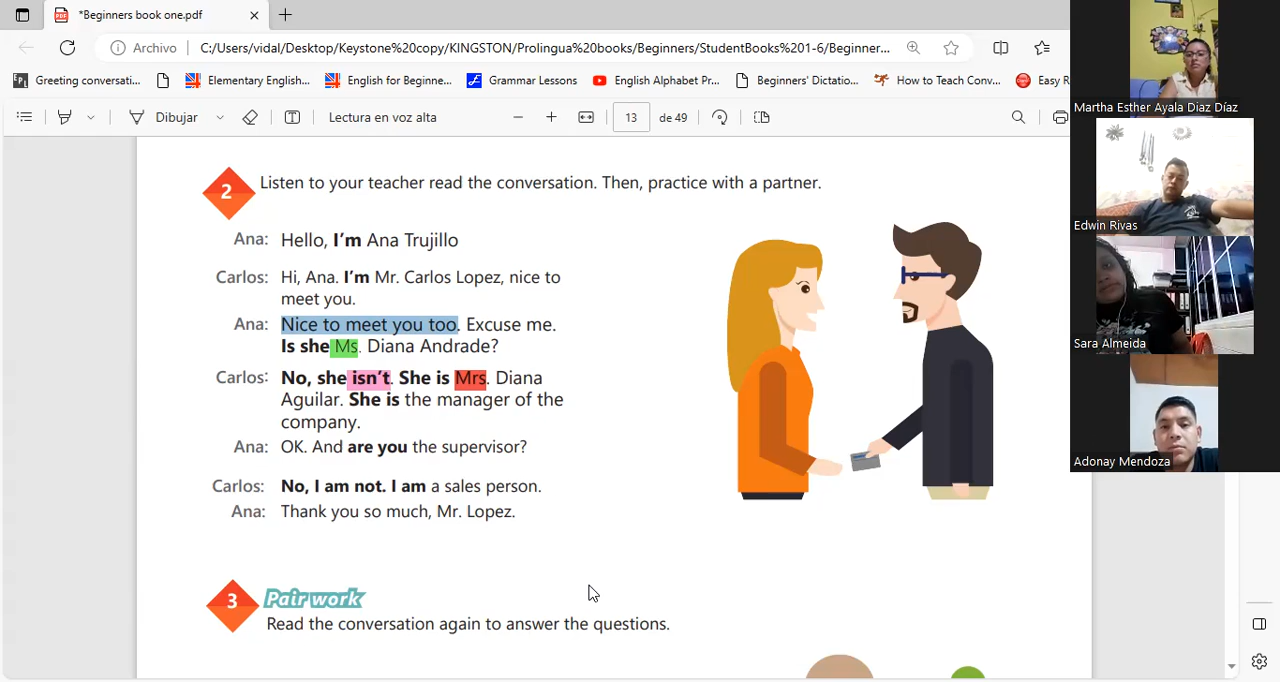 *Beginners book one.pdf
Archivo
C:/Users/vidal/Desktop/Keystone%20copy/KINGSTON/Prolingua%20books/Beginners/StudentBooks%201-6/Beginner...
Greeting conversati...
Elementary English...
English for Beginne...
Grammar Lessons
English Alphabet Pr...
Beginners' Dictatio...
How to Teach Conv...
Easy R
Dibujar
Lectura en voz alta
13 de 49
2 Listen to your teacher read the conversation. Then, practice with a partner.
Ana: Hello, I'm Ana Trujillo
Carlos: Hi, Ana. I'm Mr. Carlos Lopez, nice to
meet you.
Ana: Nice to meet you too. Excuse me.
Is she Ms. Diana Andrade?
Carlos: No, she isn't. She is Mrs. Diana
Aguilar. She is the manager of the
company.
Ana: OK. And are you the supervisor?
Carlos: No, I am not. I am a sales person.
Ana: Thank you so much, Mr. Lopez.
3 Pair work
Read the conversation again to answer the questions.
Martha Esther Ayala Diaz Díaz
Edwin Rivas
Sara Almeida
Adonay Mendoza